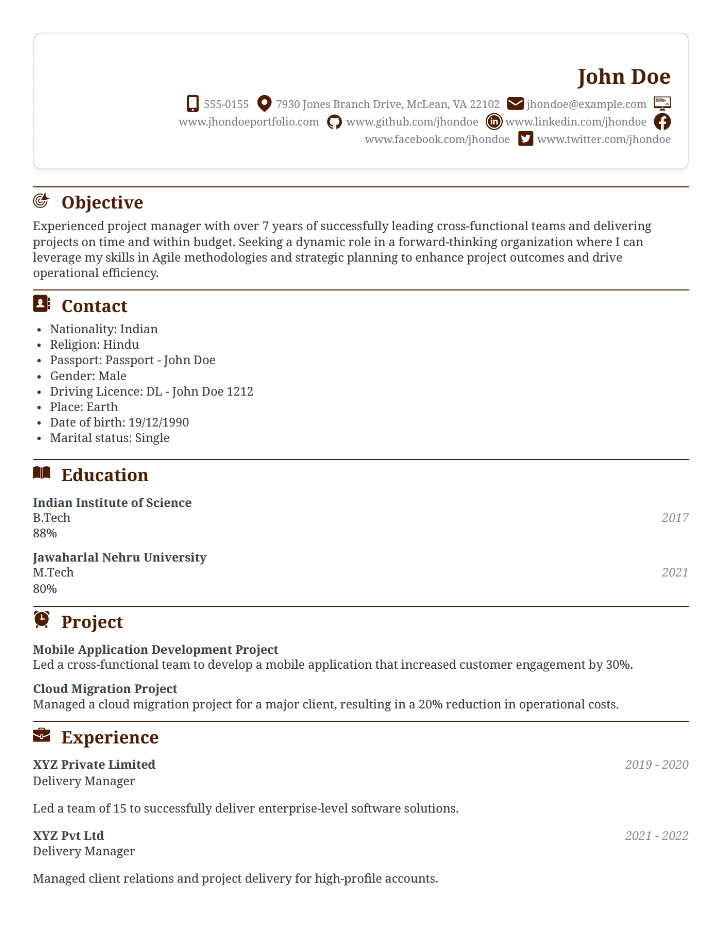 John Doe
555-0155 7930 Jones Branch Drive, McLean, VA 22102 jhondoe@example.com
www.jhondoeportfolio.com www.github.com/jhondoe www.linkedin.com/jhondoe
www.facebook.com/jhondoe www.twitter.com/jhondoe
Objective
Experienced project manager with over 7 years of successfully leading cross-functional teams and delivering
projects on time and within budget. Seeking a dynamic role in a forward-thinking organization where I can
leverage my skills in Agile methodologies and strategic planning to enhance project outcomes and drive
operational efficiency.
Contact
• Nationality: Indian
• Religion: Hindu
• Passport: Passport - John Doe
• Gender: Male
• Driving Licence: DL - John Doe 1212
• Place: Earth
• Date of birth: 19/12/1990
• Marital status: Single
Education
Indian Institute of Science
B.Tech 2017
88%
Jawaharlal Nehru University
M.Tech 2021
80%
Project
Mobile Application Development Project
Led a cross-functional team to develop a mobile application that increased customer engagement by 30%.
Cloud Migration Project
Managed a cloud migration project for a major client, resulting in a 20% reduction in operational costs.
Experience
XYZ Private Limited 2019 - 2020
Delivery Manager
Led a team of 15 to successfully deliver enterprise-level software solutions.
XYZ Pvt Ltd 2021 - 2022
Delivery Manager
Managed client relations and project delivery for high-profile accounts.